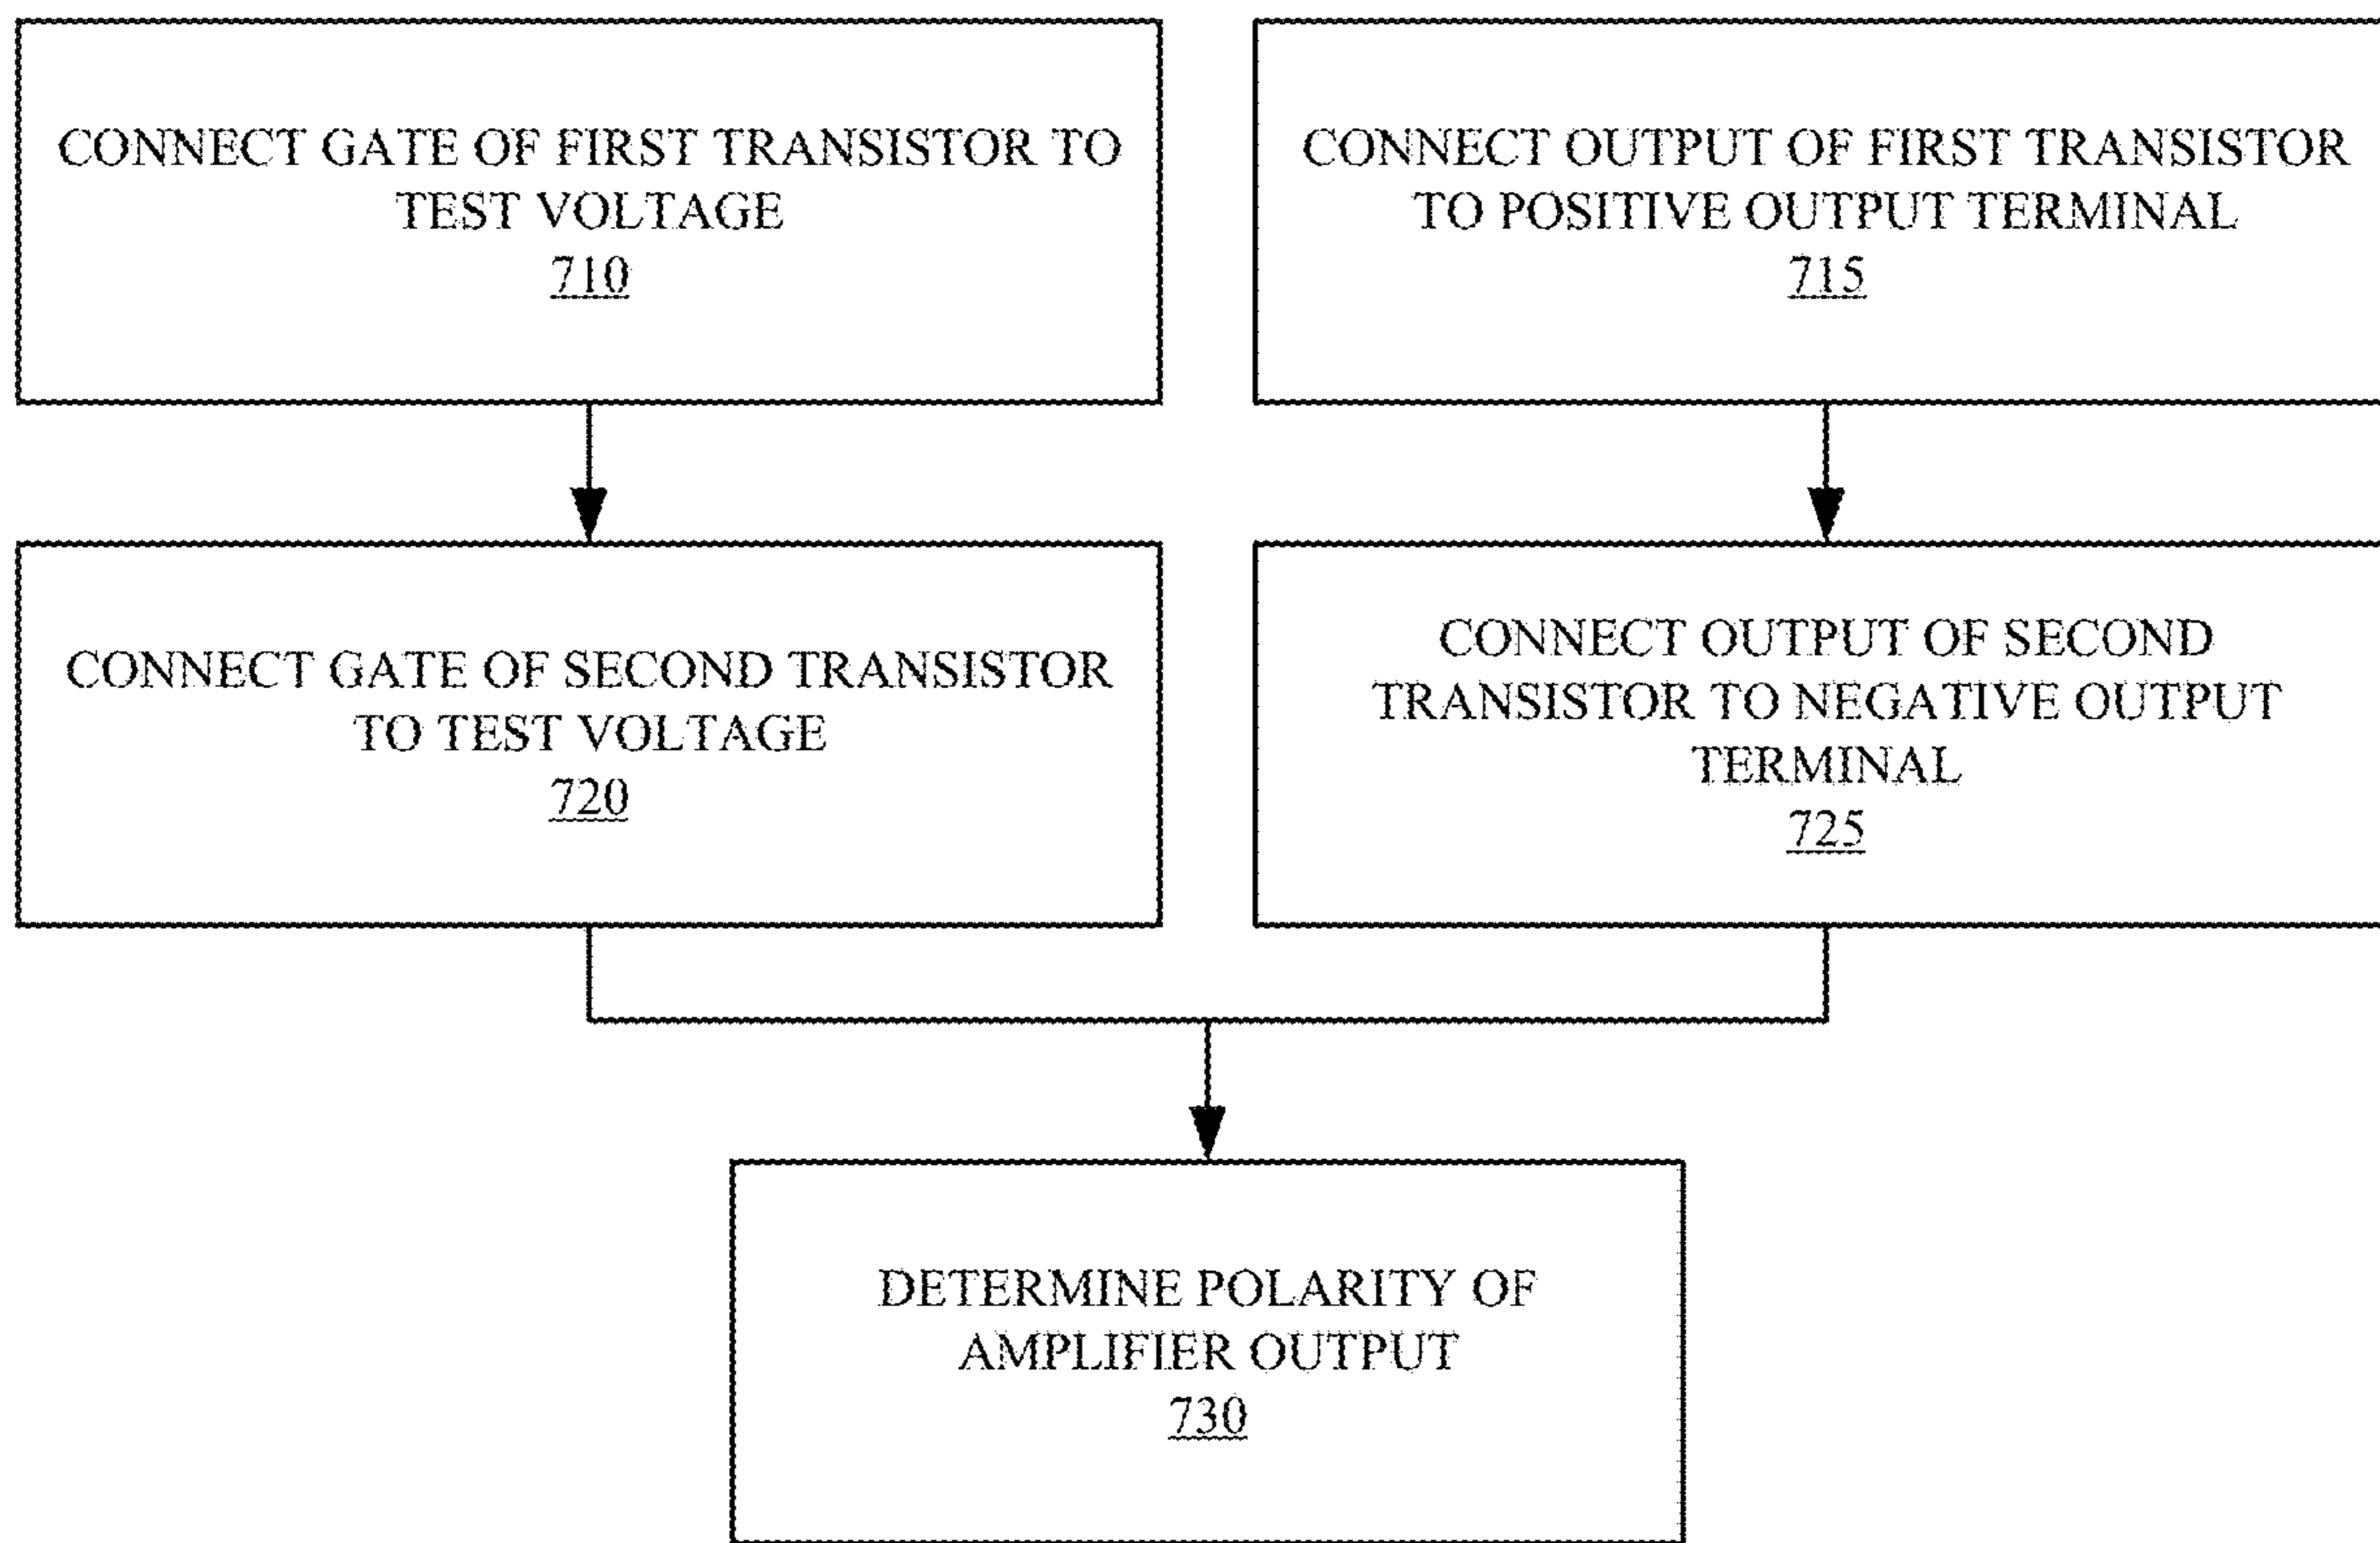 CONNECT GATE OF FIRST TRANSISTOR TO
TEST VOLTAGE
710
CONNECT OUTPUT OF FIRST TRANSISTOR
TO POSITIVE OUTPUT TERMINAL
715
CONNECT GATE OF SECOND TRANSISTOR
TO TEST VOLTAGE
720
CONNECT OUTPUT OF SECOND
TRANSISTOR TO NEGATIVE OUTPUT
TERMINAL
725
DETERMINE POLARITY OF
AMPLIFIER OUTPUT
730